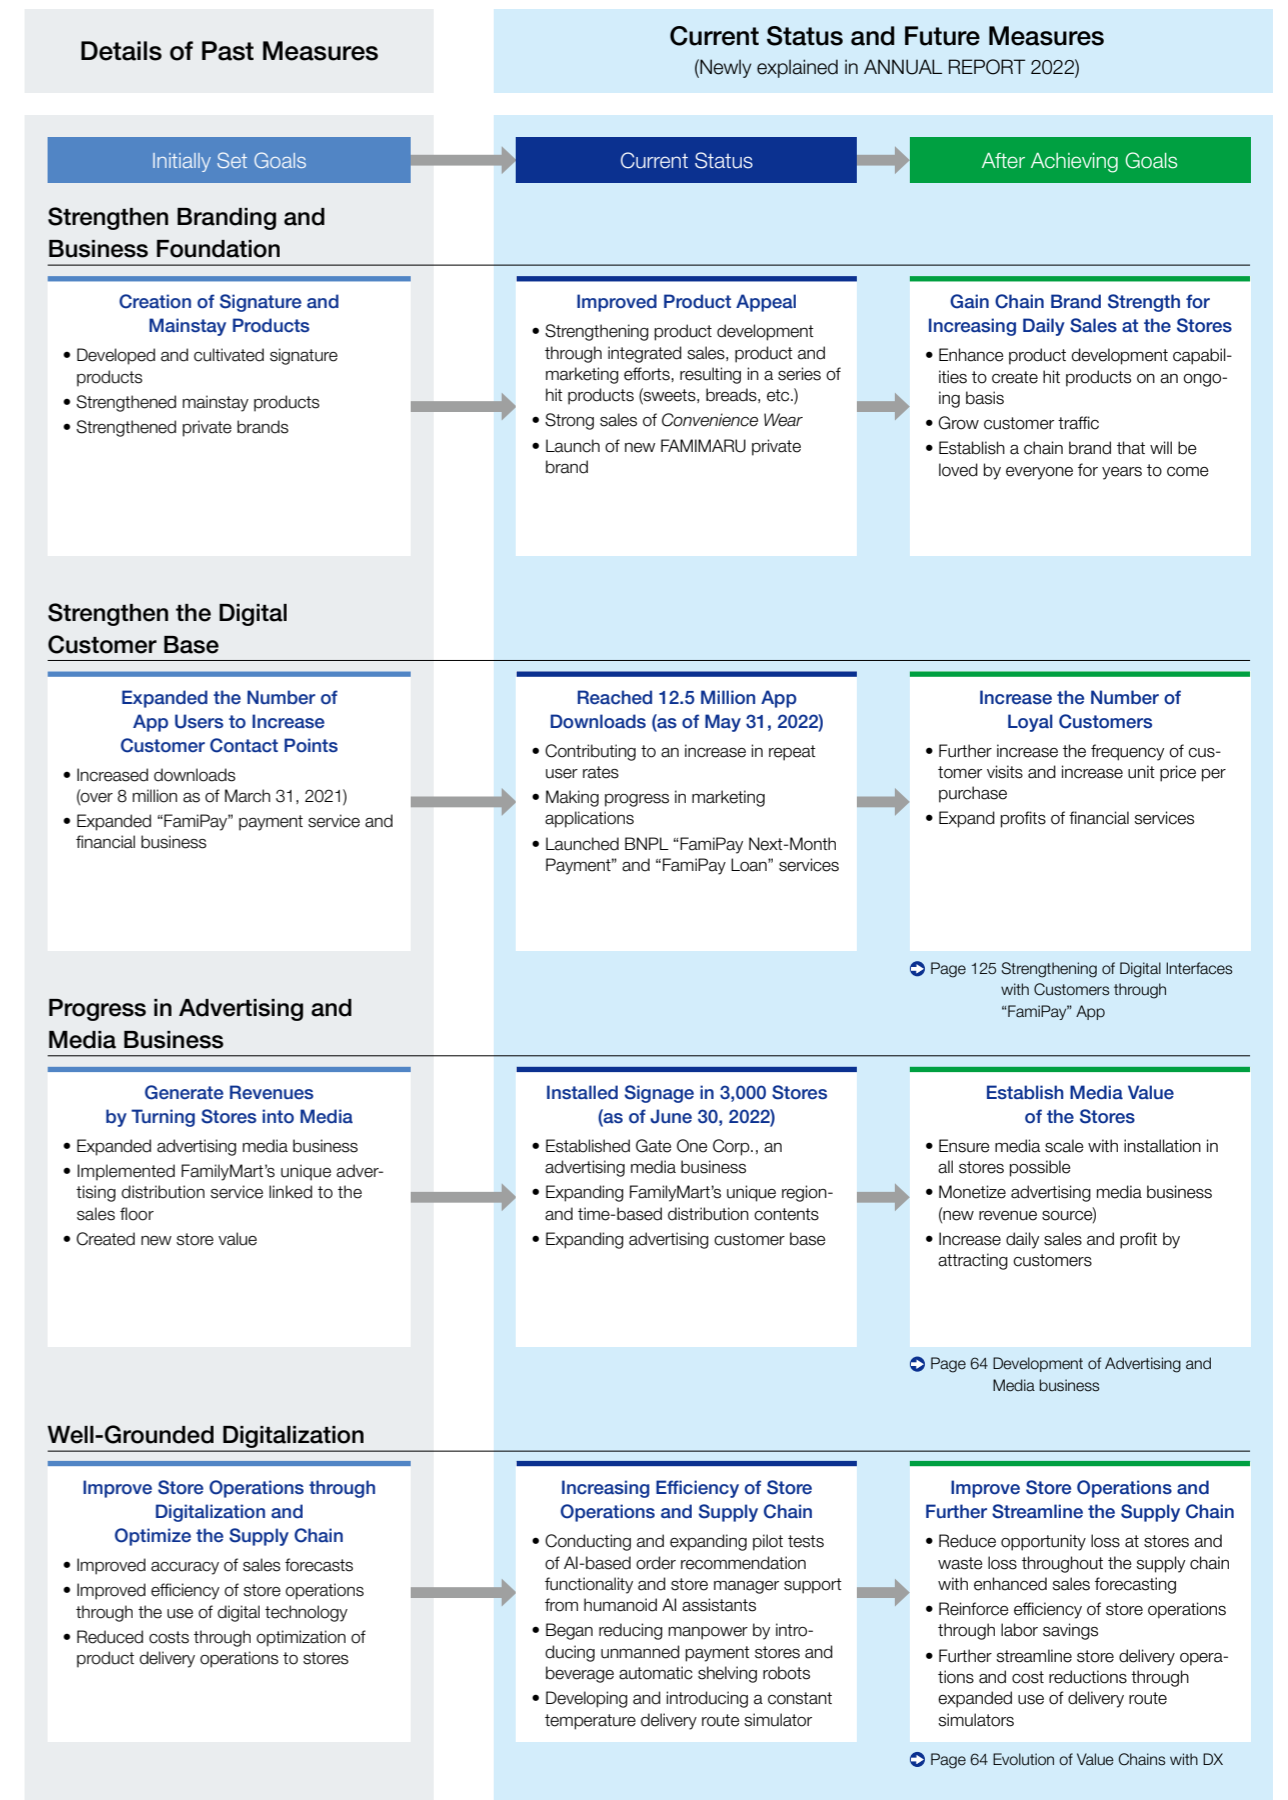 Details of Past Measures
Current Status and Future Measures
(Newly explained in ANNUAL REPORT 2022)
Initially Set Goals
Current Status
After Achieving Goals
Strengthen Branding and
Business Foundation
Creation of Signature and
Mainstay Products
• Developed and cultivated signature
products
• Strengthened mainstay products
• Strengthened private brands
Improved Product Appeal
• Strengthening product development
through integrated sales, product and
marketing efforts, resulting in a series of
hit products (sweets, breads, etc.)
• Strong sales of Convenience Wear
• Launch of new FAMIMARU private
brand
Gain Chain Brand Strength for
Increasing Daily Sales at the Stores
• Enhance product development capabil-
ities to create hit products on an ongo-
ing basis
• Grow customer traffic
• Establish a chain brand that will be
loved by everyone for years to come
Strengthen the Digital
Customer Base
Expanded the Number of
App Users to Increase
Customer Contact Points
• Increased downloads
(over 8 million as of March 31, 2021)
• Expanded “FamiPay” payment service and
financial business
Reached 12.5 Million App
Downloads (as of May 31, 2022)
• Contributing to an increase in repeat
user rates
• Making progress in marketing
applications
• Launched BNPL “FamiPay Next-Month
Payment” and “FamiPay Loan” services
Increase the Number of
Loyal Customers
• Further increase the frequency of cus-
tomer visits and increase unit price per
purchase
• Expand profits of financial services
Page 125 Strengthening of Digital Interfaces
with Customers through
“FamiPay” App
Progress in Advertising and
Media Business
Generate Revenues
by Turning Stores into Media
• Expanded advertising media business
• Implemented FamilyMart’s unique adver-
tising distribution service linked to the
sales floor
• Created new store value
Installed Signage in 3,000 Stores
(as of June 30, 2022)
• Established Gate One Corp., an
advertising media business
• Expanding FamilyMart’s unique region-
and time-based distribution contents
• Expanding advertising customer base
Establish Media Value
of the Stores
• Ensure media scale with installation in
all stores possible
• Monetize advertising media business
(new revenue source)
• Increase daily sales and profit by
attracting customers
Page 64 Development of Advertising and
Media business
Well-Grounded Digitalization
Improve Store Operations through
Digitalization and
Optimize the Supply Chain
• Improved accuracy of sales forecasts
• Improved efficiency of store operations
through the use of digital technology
• Reduced costs through optimization of
product delivery operations to stores
Increasing Efficiency of Store
Operations and Supply Chain
• Conducting and expanding pilot tests
of AI-based order recommendation
functionality and store manager support
from humanoid AI assistants
• Began reducing manpower by intro-
ducing unmanned payment stores and
beverage automatic shelving robots
• Developing and introducing a constant
temperature delivery route simulator
Improve Store Operations and
Further Streamline the Supply Chain
• Reduce opportunity loss at stores and
waste loss throughout the supply chain
with enhanced sales forecasting
• Reinforce efficiency of store operations
through labor savings
• Further streamline store delivery opera-
tions and cost reductions through
expanded use of delivery route
simulators
Page 64 Evolution of Value Chains with DX